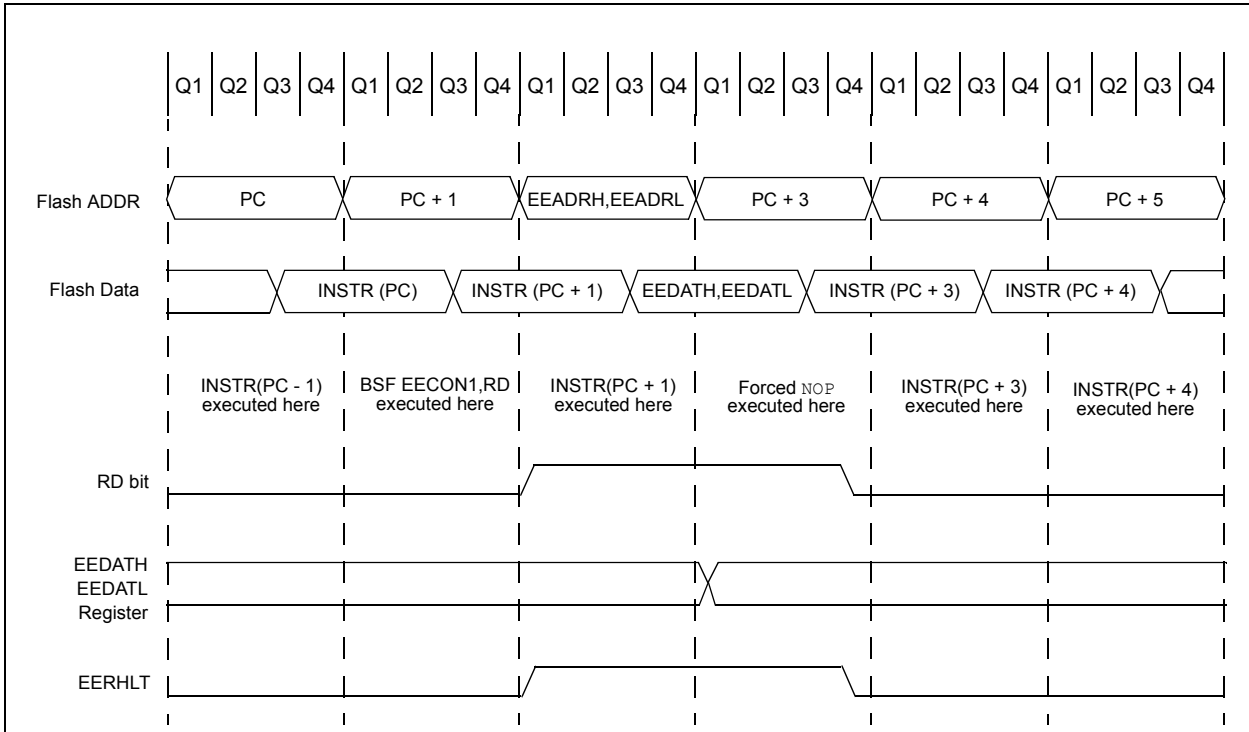 Q1 Q2 Q3 Q4 Q1 Q2 Q3 Q4 Q1 Q2 Q3 Q4 Q1 Q2 Q3 Q4 Q1 Q2 Q3 Q4 Q1 Q2 Q3 Q4
Flash ADDR PC PC + 1 EEADRH,EEADRL PC + 3 PC + 4 PC + 5
Flash Data INSTR (PC) INSTR (PC + 1) EEDATH,EEDATL INSTR (PC + 3) INSTR (PC + 4)
INSTR(PC - 1) BSF EECON1,RD INSTR(PC + 1) Forced NOP INSTR(PC + 3) INSTR(PC + 4)
executed here executed here executed here executed here executed here executed here
RD bit
EEDATH
EEDATL
Register
EERHLT